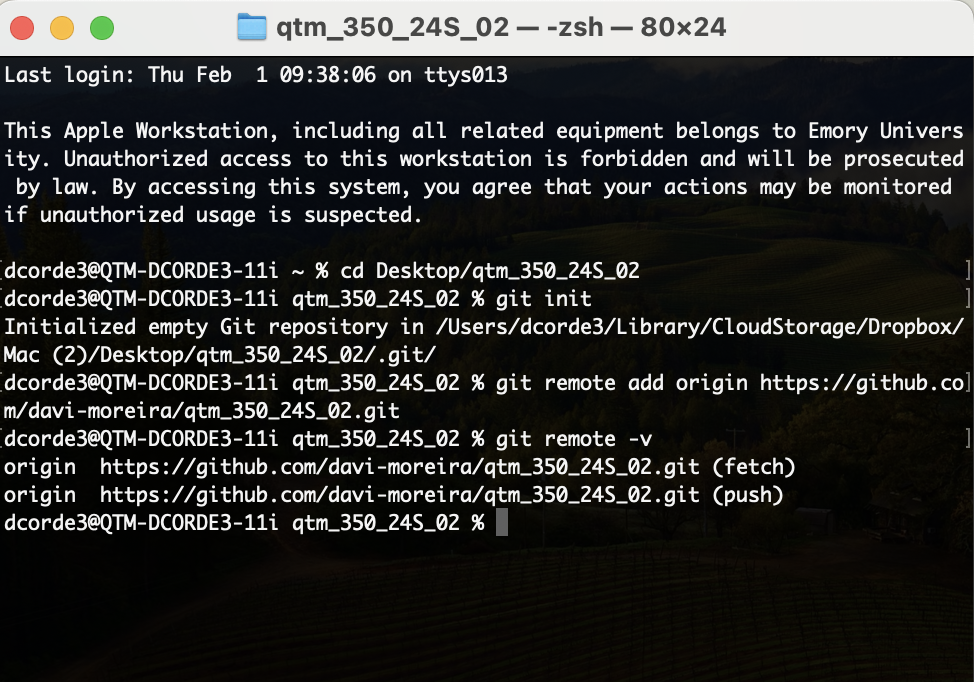 qtm_350_24S_02 — -zsh — 80×24
Last login: Thu Feb  1 09:38:06 on ttys013
This Apple Workstation, including all related equipment belongs to Emory Univers
ity. Unauthorized access to this workstation is forbidden and will be prosecuted
 by law. By accessing this system, you agree that your actions may be monitored
if unauthorized usage is suspected.
[dcorde3@QTM-DCORDE3-11i ~ % cd Desktop/qtm_350_24S_02 ]
[dcorde3@QTM-DCORDE3-11i qtm_350_24S_02 % git init ]
Initialized empty Git repository in /Users/dcorde3/Library/CloudStorage/Dropbox/
Mac (2)/Desktop/qtm_350_24S_02/.git/
[dcorde3@QTM-DCORDE3-11i qtm_350_24S_02 % git remote add origin https://github.co]
m/davi-moreira/qtm_350_24S_02.git
[dcorde3@QTM-DCORDE3-11i qtm_350_24S_02 % git remote -v ]
origin  https://github.com/davi-moreira/qtm_350_24S_02.git (fetch)
origin  https://github.com/davi-moreira/qtm_350_24S_02.git (push)
dcorde3@QTM-DCORDE3-11i qtm_350_24S_02 %